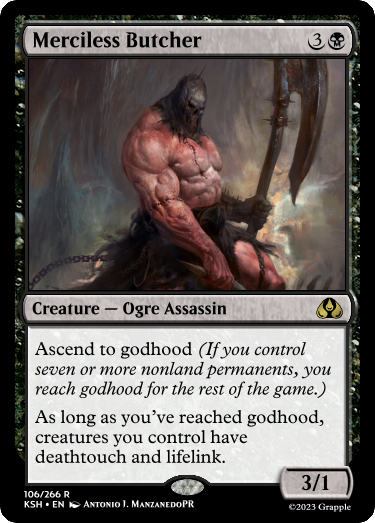 Merciless Butcher
3
Creature — Ogre Assassin
Ascend to godhood (If you control
seven or more nonland permanents, you
reach godhood for the rest of the game.)
As long as you've reached godhood,
creatures you control have
deathtouch and lifelink.
3/1
106/266 R
KSH • EN Antonio J. ManzanedoPR
©2023 Grapple